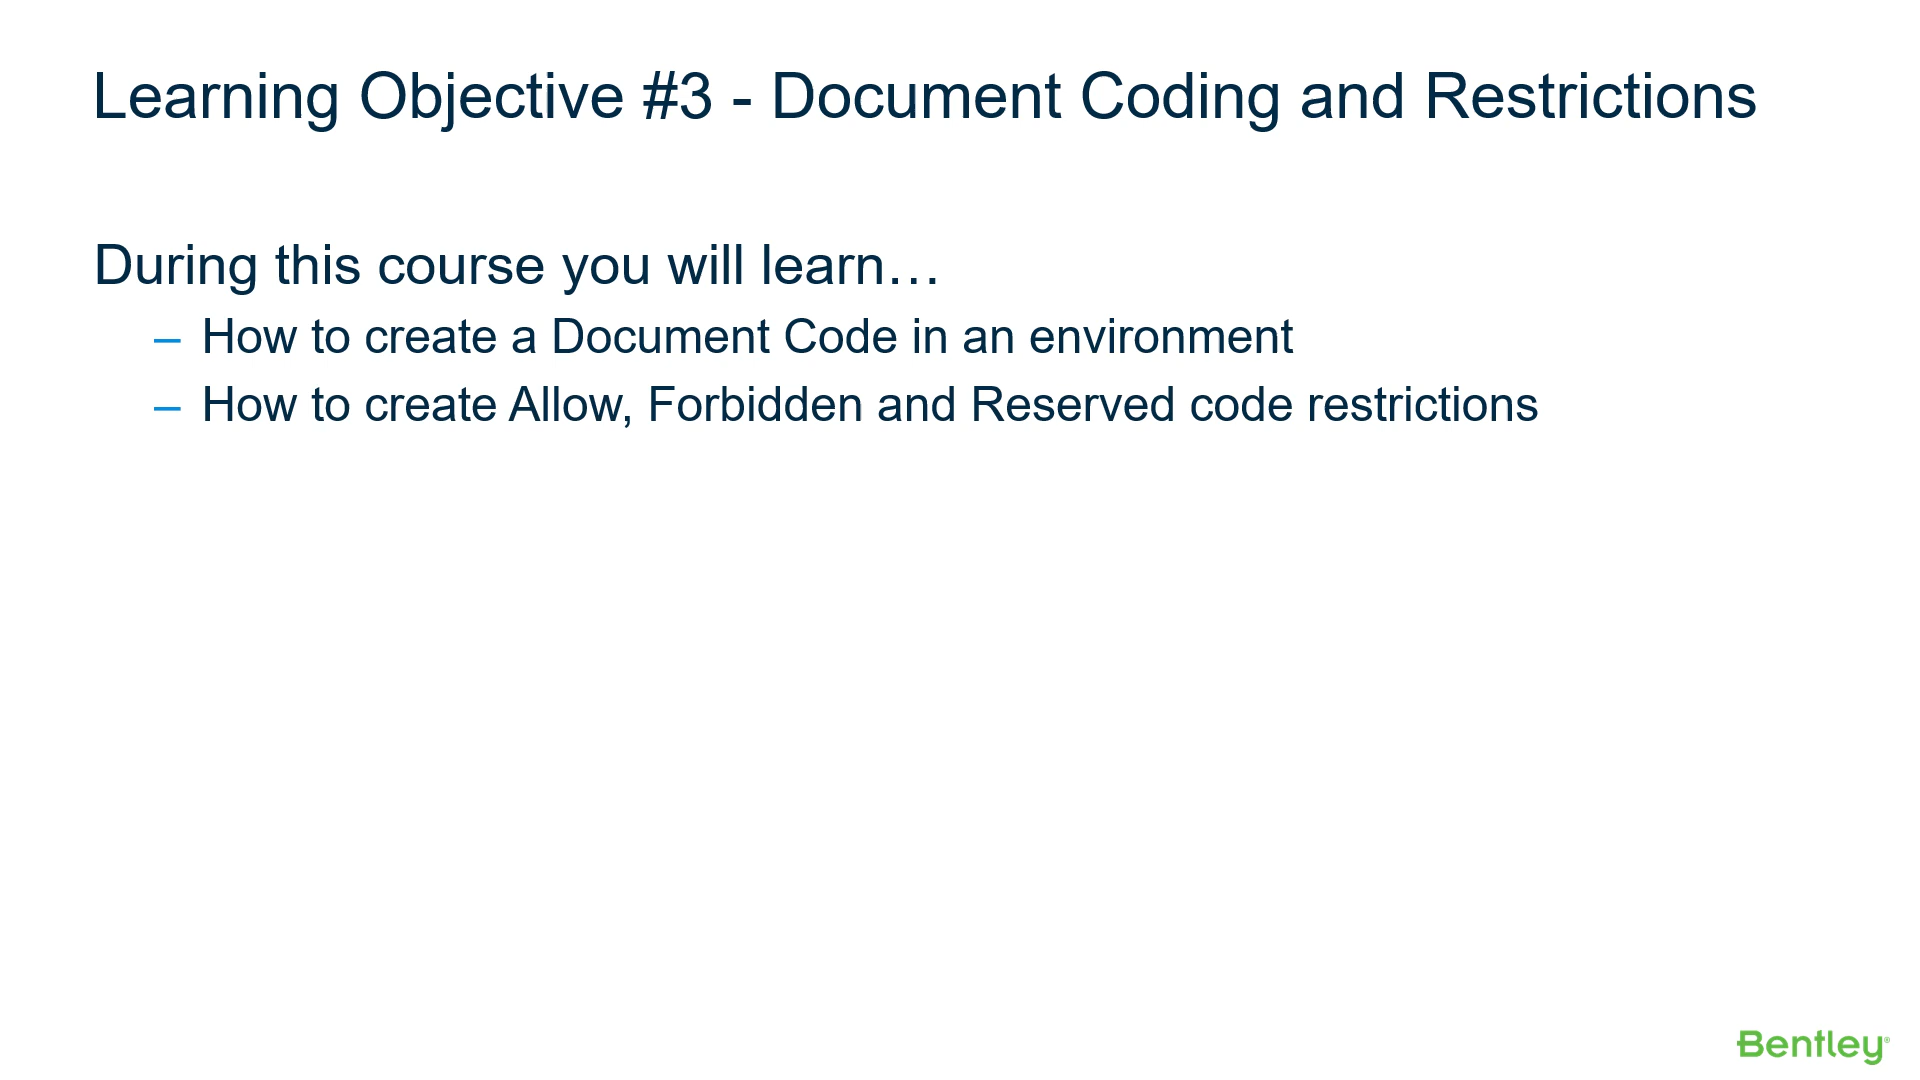 Learning Objective #3 - Document Coding and Restrictions
During this course you will learn…
– How to create a Document Code in an environment
– How to create Allow, Forbidden and Reserved code restrictions
Bentley®